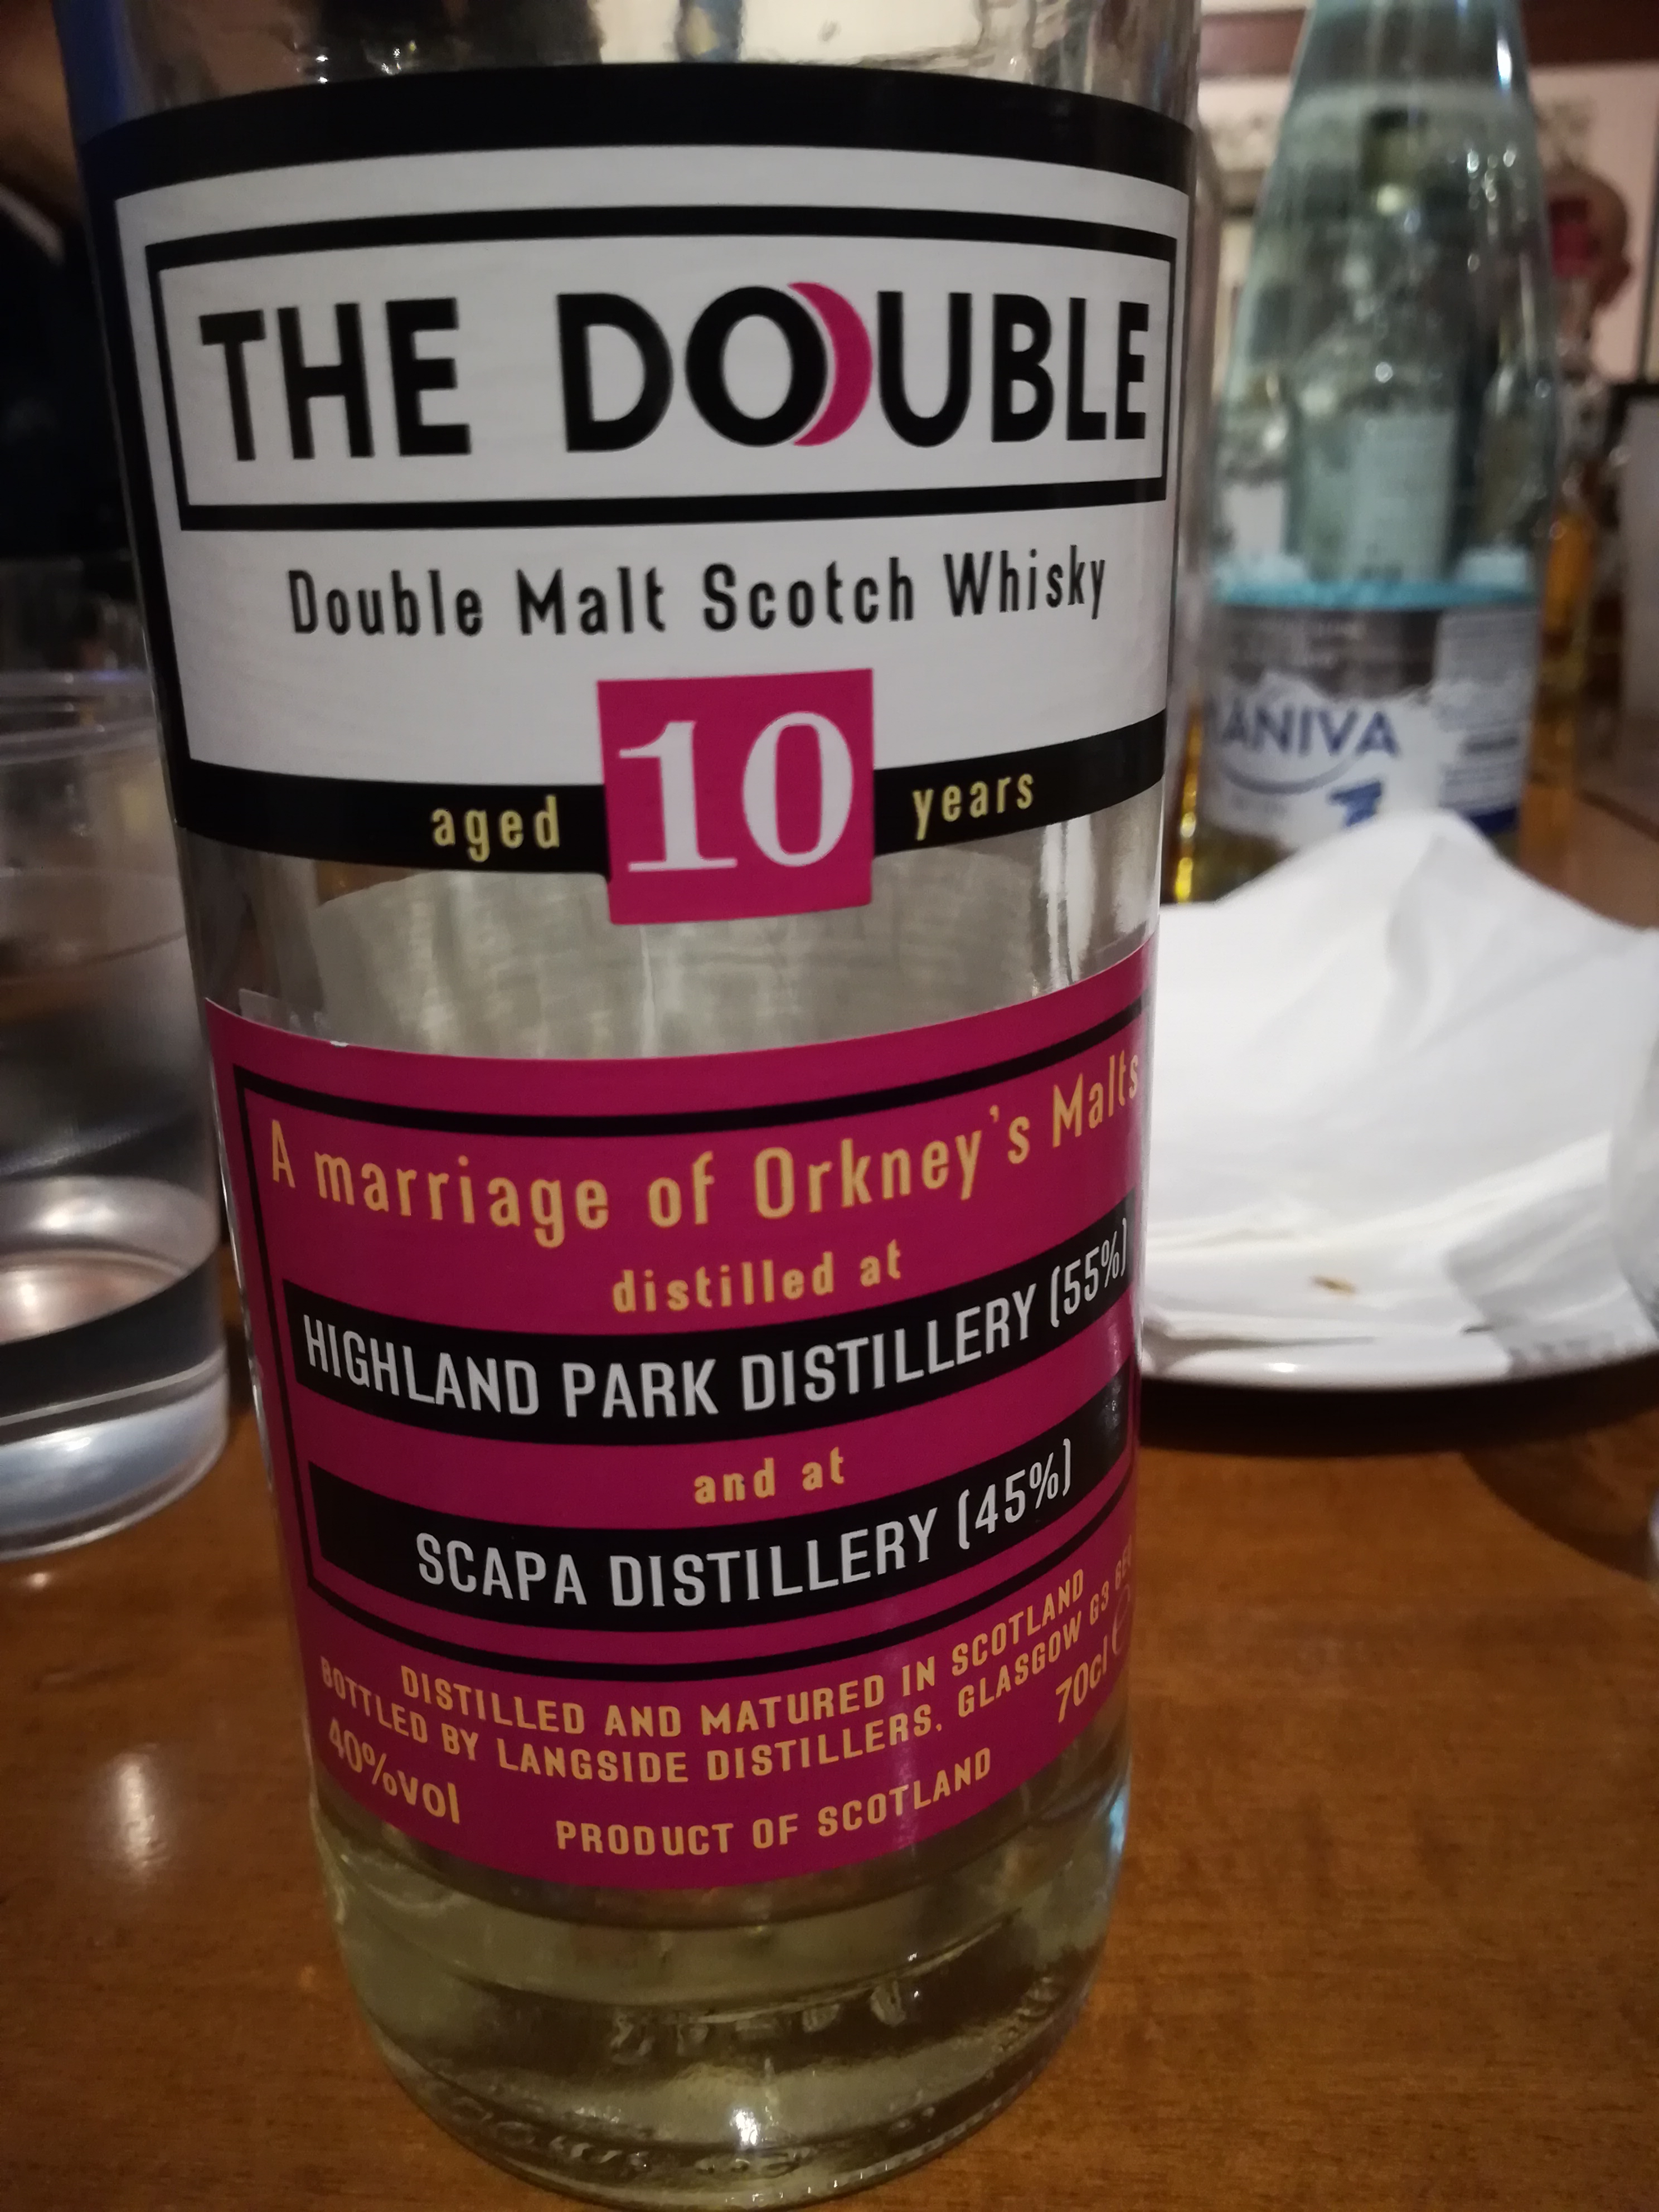 THE DOUBLE
Double Malt Scotch Whisky
aged 10 years
A marriage of Orkney's Malts
distilled at
HIGHLAND PARK DISTILLERY (55%)
and at
SCAPA DISTILLERY (45%)
DISTILLED AND MATURED IN SCOTLAND
BOTTLED BY LANGSIDE DISTILLERS, GLASGOW G3
40%vol
70cl e
PRODUCT OF SCOTLAND
ANIVA